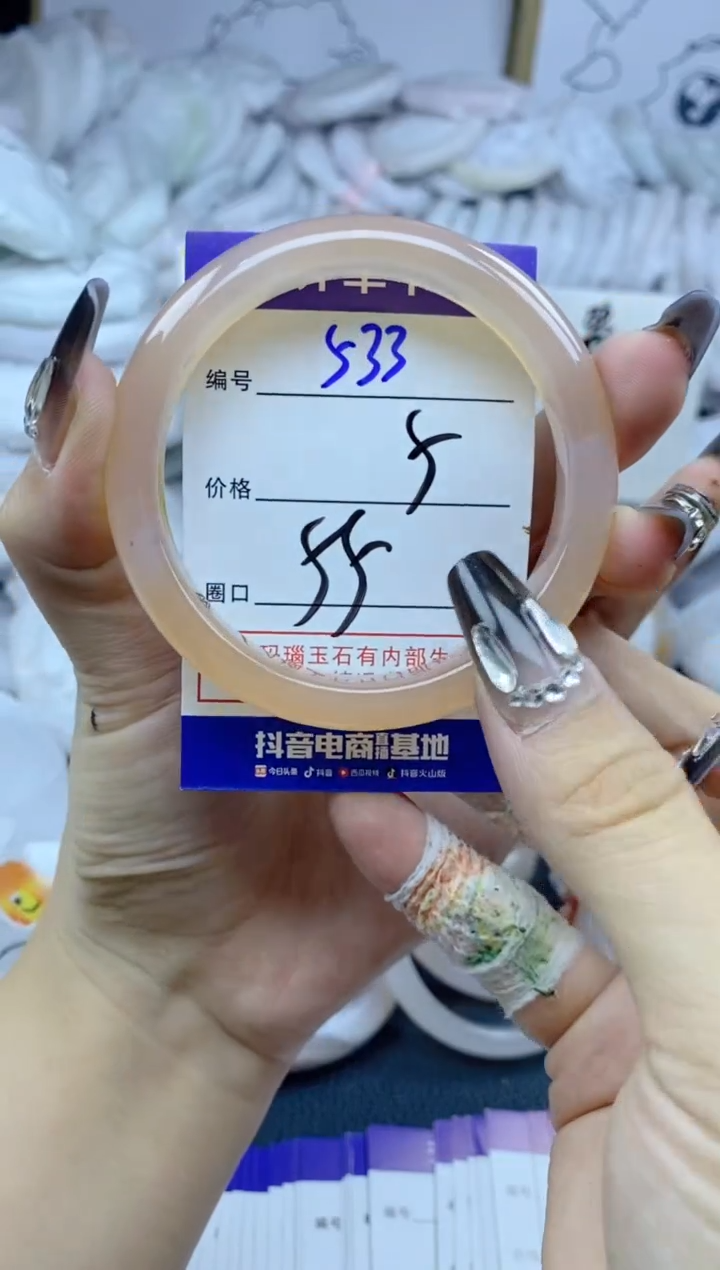 编号 533
价格 5
圈口 55
瑙玉石有内部生
抖音电商直播基地
今日头条 抖音 西瓜视频 抖音火山版
编号
编号